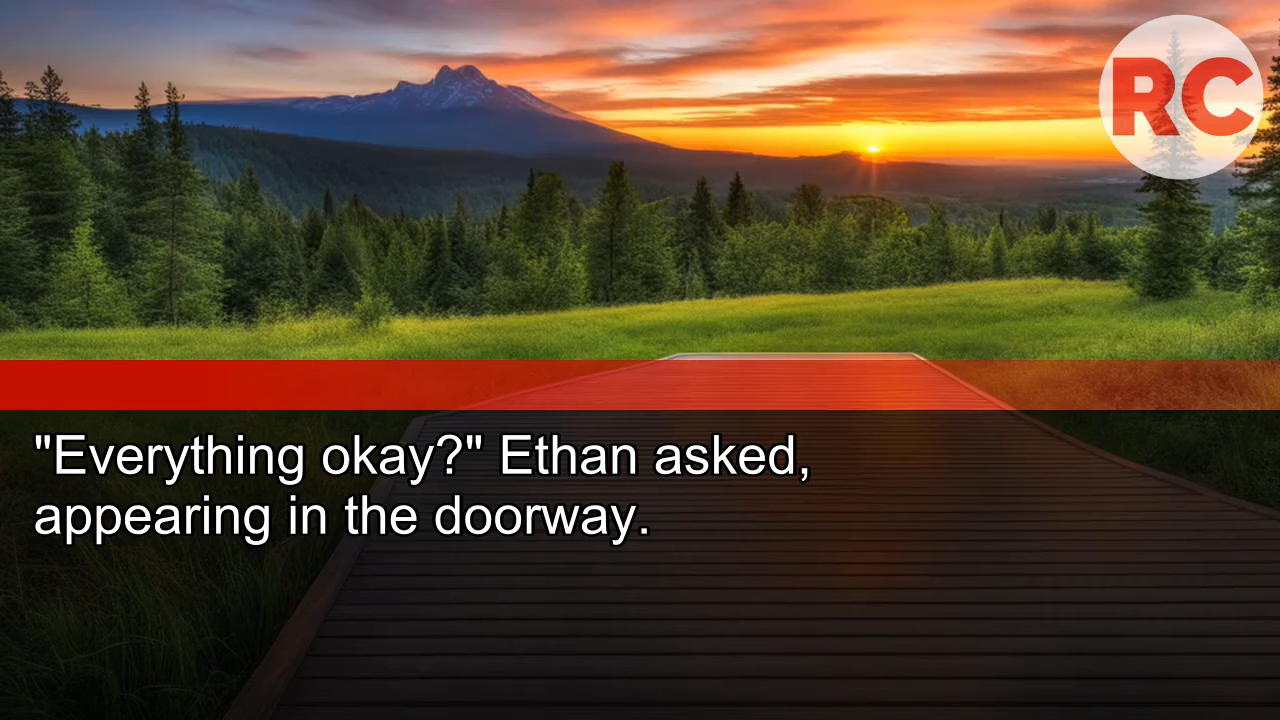 RC
"Everything okay?" Ethan asked,
appearing in the doorway.